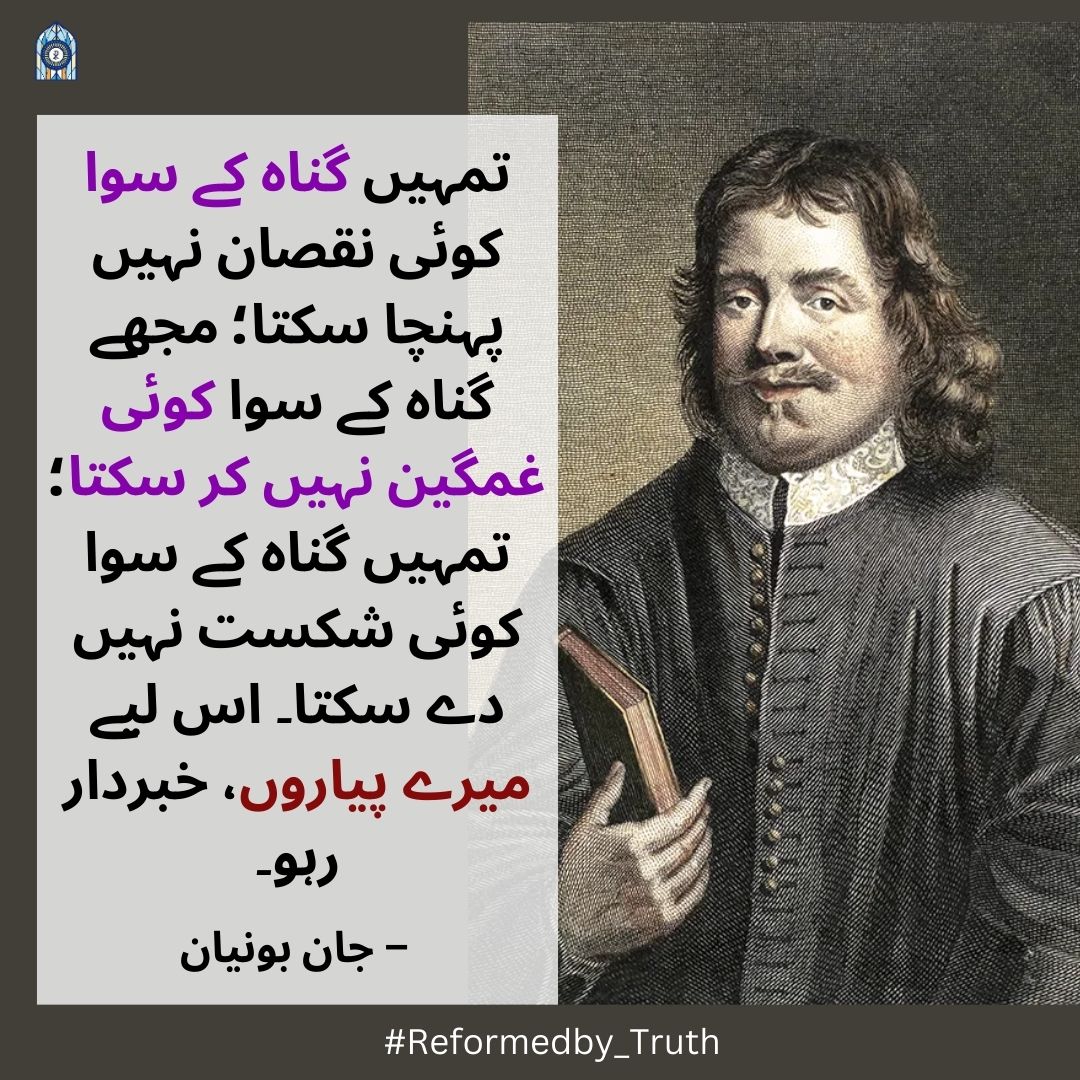 تمہیں گناہ کے سوا
کوئی نقصان نہیں
پہنچا سکتا؛ مجھے
گناہ کے سوا کوئی
غمگین نہیں کر سکتا؛
تمہیں گناہ کے سوا
کوئی شکست نہیں
دے سکتا۔ اس لیے
میرے پیاروں، خبردار
رہو۔
– جان بونیان
#Reformedby_Truth